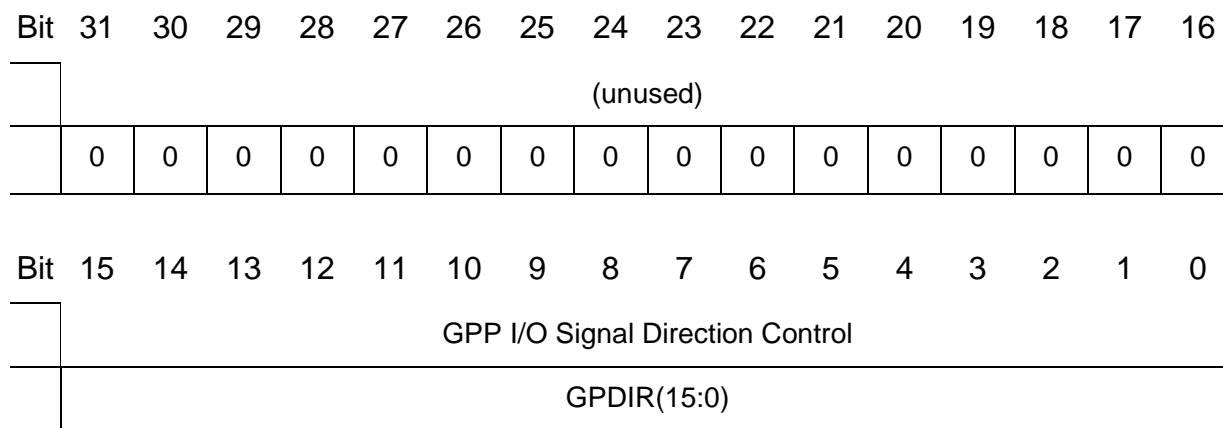 Bit 31 30 29 28 27 26 25 24 23 22 21 20 19 18 17 16
(unused)
0 0 0 0 0 0 0 0 0 0 0 0 0 0 0 0
Bit 15 14 13 12 11 10 9 8 7 6 5 4 3 2 1 0
GPP I/O Signal Direction Control
GPDIR(15:0)